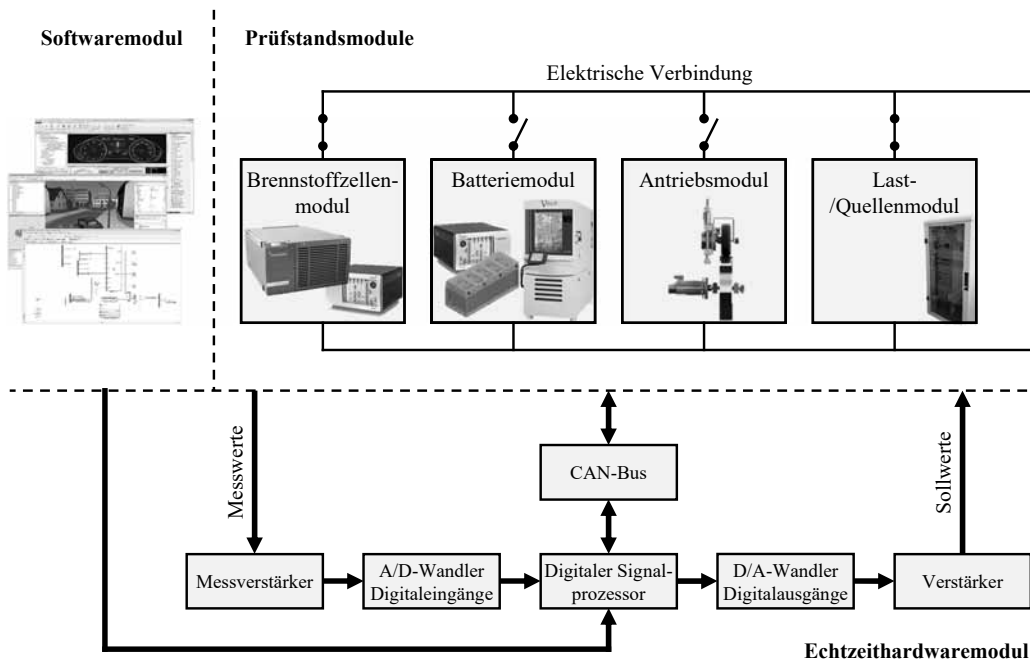 Softwaremodul
Prüfstandsmodule
Elektrische Verbindung
Brennstoffzellen-
modul
Batteriemodul
Antriebsmodul
Last-
/Quellenmodul
Messwerte
CAN-Bus
Sollwerte
Messverstärker
A/D-Wandler
Digitaleingänge
Digitaler Signal-
prozessor
D/A-Wandler
Digitalausgänge
Verstärker
Echtzeithardwaremodul